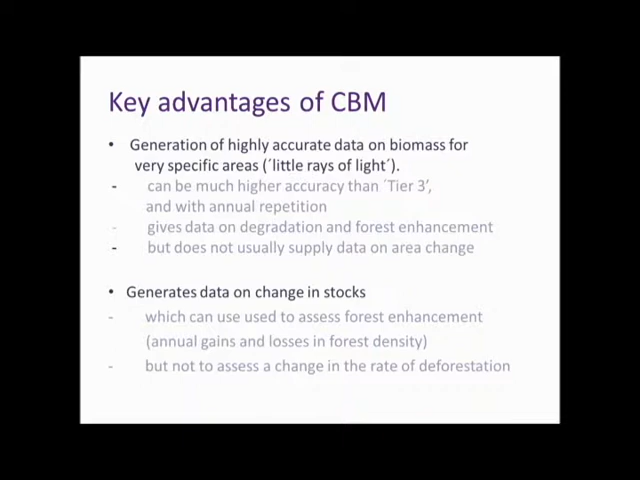 Key advantages of CBM
• Generation of highly accurate data on biomass for
very specific areas (´little rays of light´).
- can be much higher accuracy than ´Tier 3’,
and with annual repetition
- gives data on degradation and forest enhancement
- but does not usually supply data on area change
• Generates data on change in stocks
- which can use used to assess forest enhancement
(annual gains and losses in forest density)
- but not to assess a change in the rate of deforestation